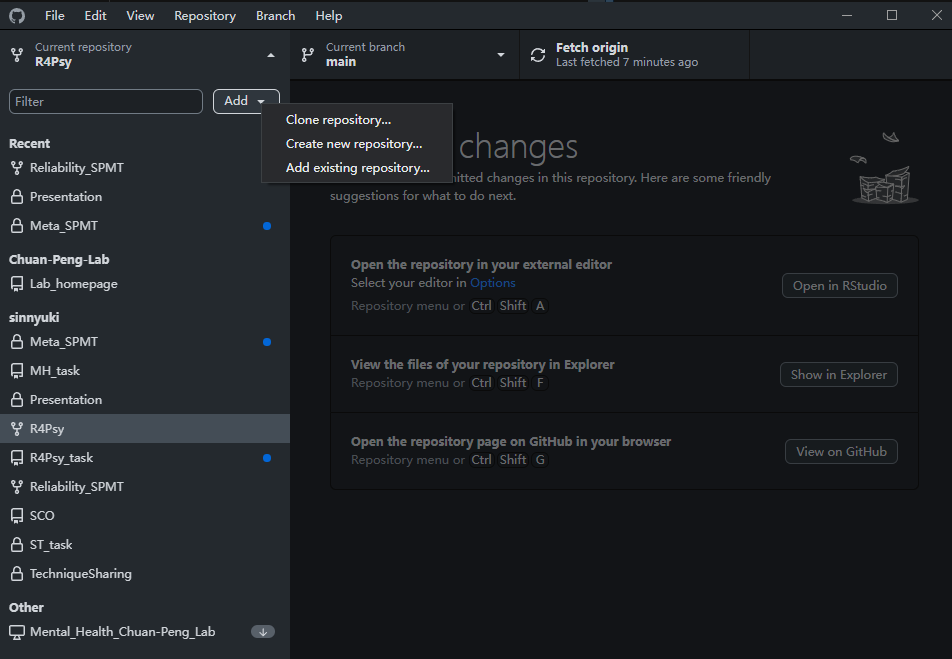 File Edit View Repository Branch Help
Current repository
R4Psy
Current branch
main
Fetch origin
Last fetched 7 minutes ago
Filter
Add
Clone repository...
Create new repository...
Add existing repository...
Recent
Reliability_SPMT
Presentation
Meta_SPMT
Chuan-Peng-Lab
Lab_homepage
sinnyuki
Meta_SPMT
MH_task
Presentation
R4Psy
R4Psy_task
Reliability_SPMT
SCO
ST_task
TechniqueSharing
Other
Mental_Health_Chuan-Peng_Lab
changes
changes in this repository. Here are some friendly
suggestions for what to do next.
Open the repository in your external editor
Select your editor in Options
Repository menu or Ctrl Shift A
Open in RStudio
View the files of your repository in Explorer
Repository menu or Ctrl Shift F
Show in Explorer
Open the repository page on GitHub in your browser
Repository menu or Ctrl Shift G
View on GitHub